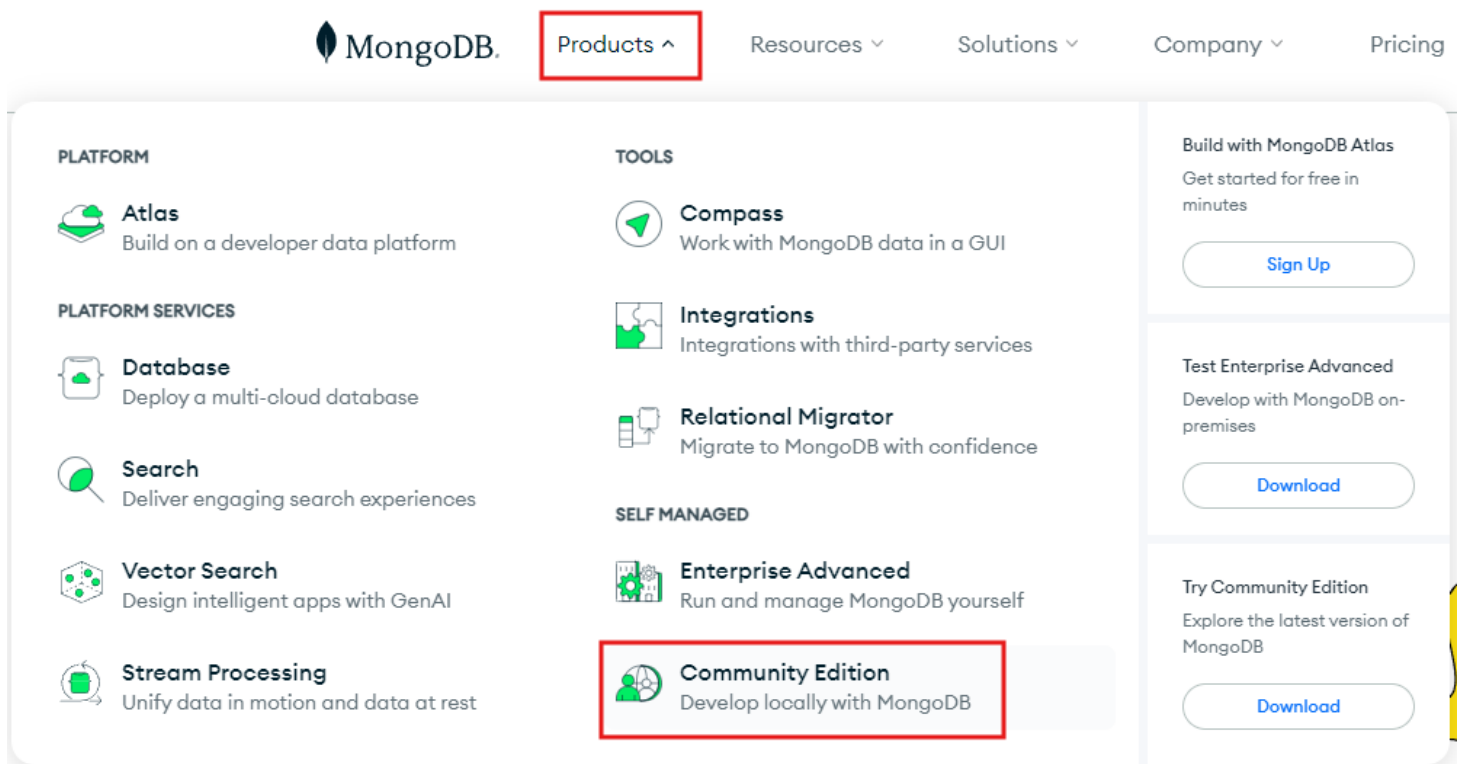 MongoDB.
Products
Resources
Solutions
Company
Pricing
PLATFORM
Atlas
Build on a developer data platform
PLATFORM SERVICES
Database
Deploy a multi-cloud database
Search
Deliver engaging search experiences
Vector Search
Design intelligent apps with GenAI
Stream Processing
Unify data in motion and data at rest
TOOLS
Compass
Work with MongoDB data in a GUI
Integrations
Integrations with third-party services
Relational Migrator
Migrate to MongoDB with confidence
SELF MANAGED
Enterprise Advanced
Run and manage MongoDB yourself
Community Edition
Develop locally with MongoDB
Build with MongoDB Atlas
Get started for free in
minutes
Sign Up
Test Enterprise Advanced
Develop with MongoDB on-
premises
Download
Try Community Edition
Explore the latest version of
MongoDB
Download